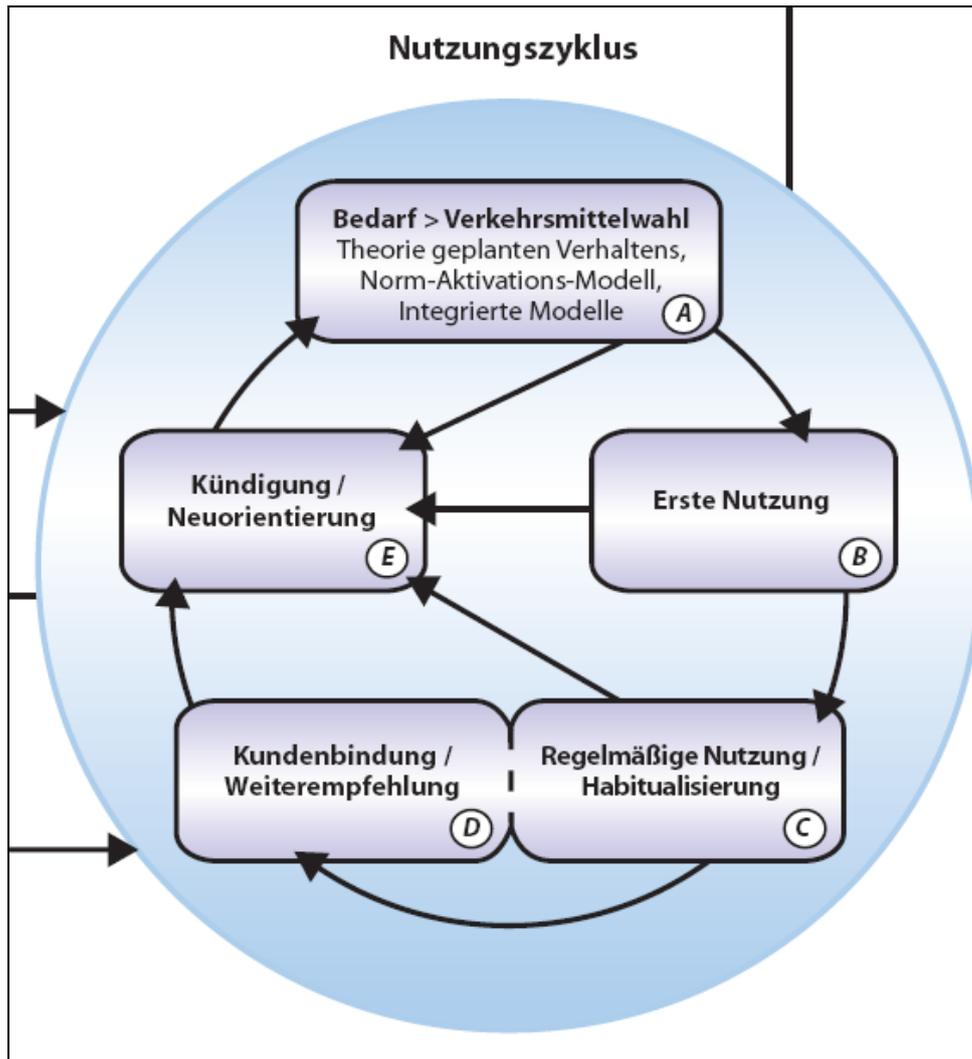 Nutzungszyklus
Bedarf > Verkehrsmittelwahl
Theorie geplanten Verhaltens,
Norm-Aktivations-Modell,
Integrierte Modelle
A
Kündigung /
Neuorientierung
E
Erste Nutzung
B
Kundenbindung /
Weiterempfehlung
D
Regelmäßige Nutzung /
Habitualisierung
C